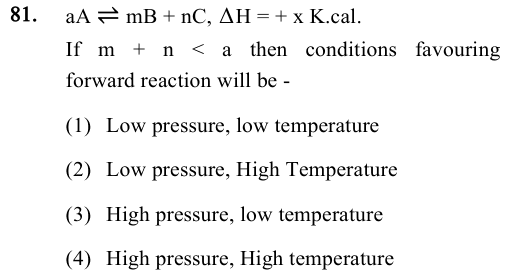 81. aA ⇌ mB + nC, ΔH = + x K.cal.
If m + n < a then conditions favouring
forward reaction will be -
(1) Low pressure, low temperature
(2) Low pressure, High Temperature
(3) High pressure, low temperature
(4) High pressure, High temperature